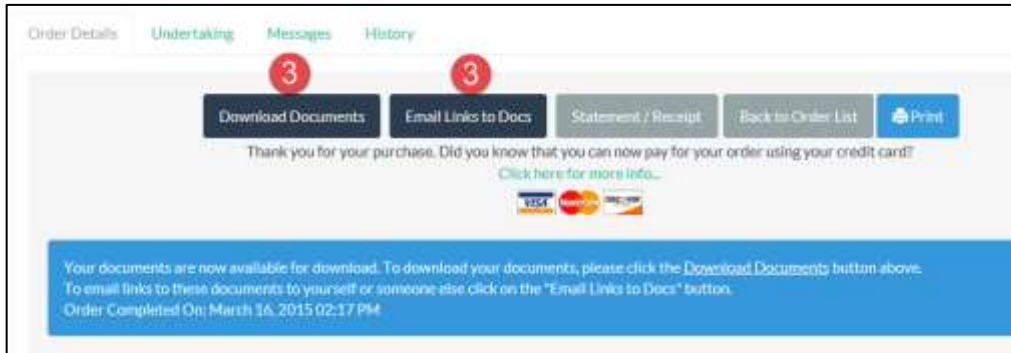 Order Details Undertaking Messages History
3 3
Download Documents Email Links to Docs Statement / Receipt Back to Order List Print
Thank you for your purchase. Did you know that you can now pay for your order using your credit card?
Click here for more info...
VISA MasterCard DISCOVER
Your documents are now available for download. To download your documents, please click the Download Documents button above.
To email links to these documents to yourself or someone else click on the "Email Links to Docs" button.
Order Completed On: March 16, 2015 02:17 PM